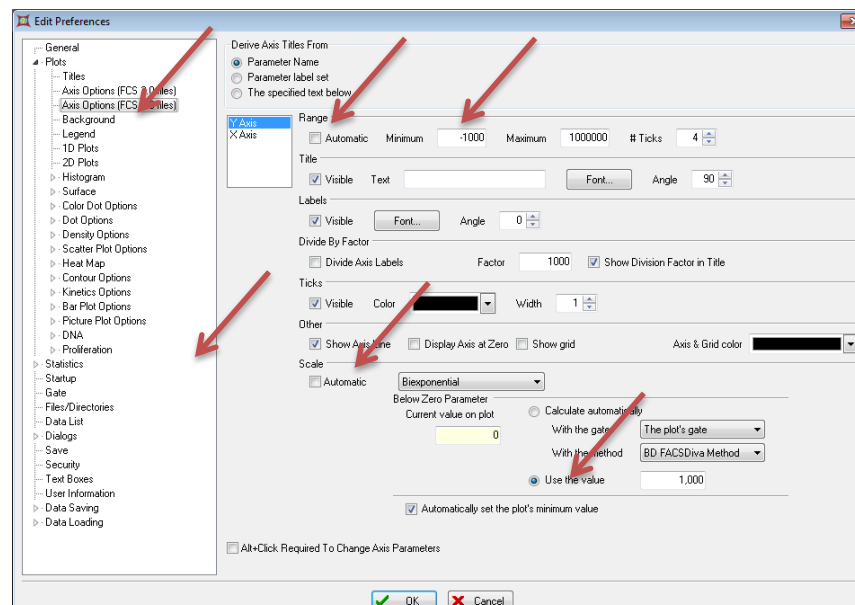 Edit Preferences
General
Plots
Titles
Axis Options (FCS files)
Axis Options (FCS files)
Background
Legend
1D Plots
2D Plots
Histogram
Surface
Color Dot Options
Dot Options
Density Options
Scatter Plot Options
Heat Map
Contour Options
Kinetics Options
Bar Plot Options
Picture Plot Options
DNA
Proliferation
Statistics
Startup
Gate
Files/Directories
Data List
Dialogs
Save
Security
Text Boxes
User Information
Data Saving
Data Loading
Derive Axis Titles From
Parameter Name
Parameter label set
The specified text below
Y Axis
X Axis
Range
Automatic Minimum -1000 Maximum 1000000 # Ticks 4
Title
Visible Text Font... Angle 90
Labels
Visible Font... Angle 0
Divide By Factor
Divide Axis Labels Factor 1000 Show Division Factor in Title
Ticks
Visible Color Width 1
Other
Show Axis Line Display Axis at Zero Show grid Axis & Grid color
Scale
Automatic Biexponential
Below Zero Parameter
Current value on plot
0
Calculate automatically
With the gate The plot's gate
With the method BD FACSDiva Method
Use the value 1,000
Automatically set the plot's minimum value
Alt+Click Required To Change Axis Parameters
OK Cancel